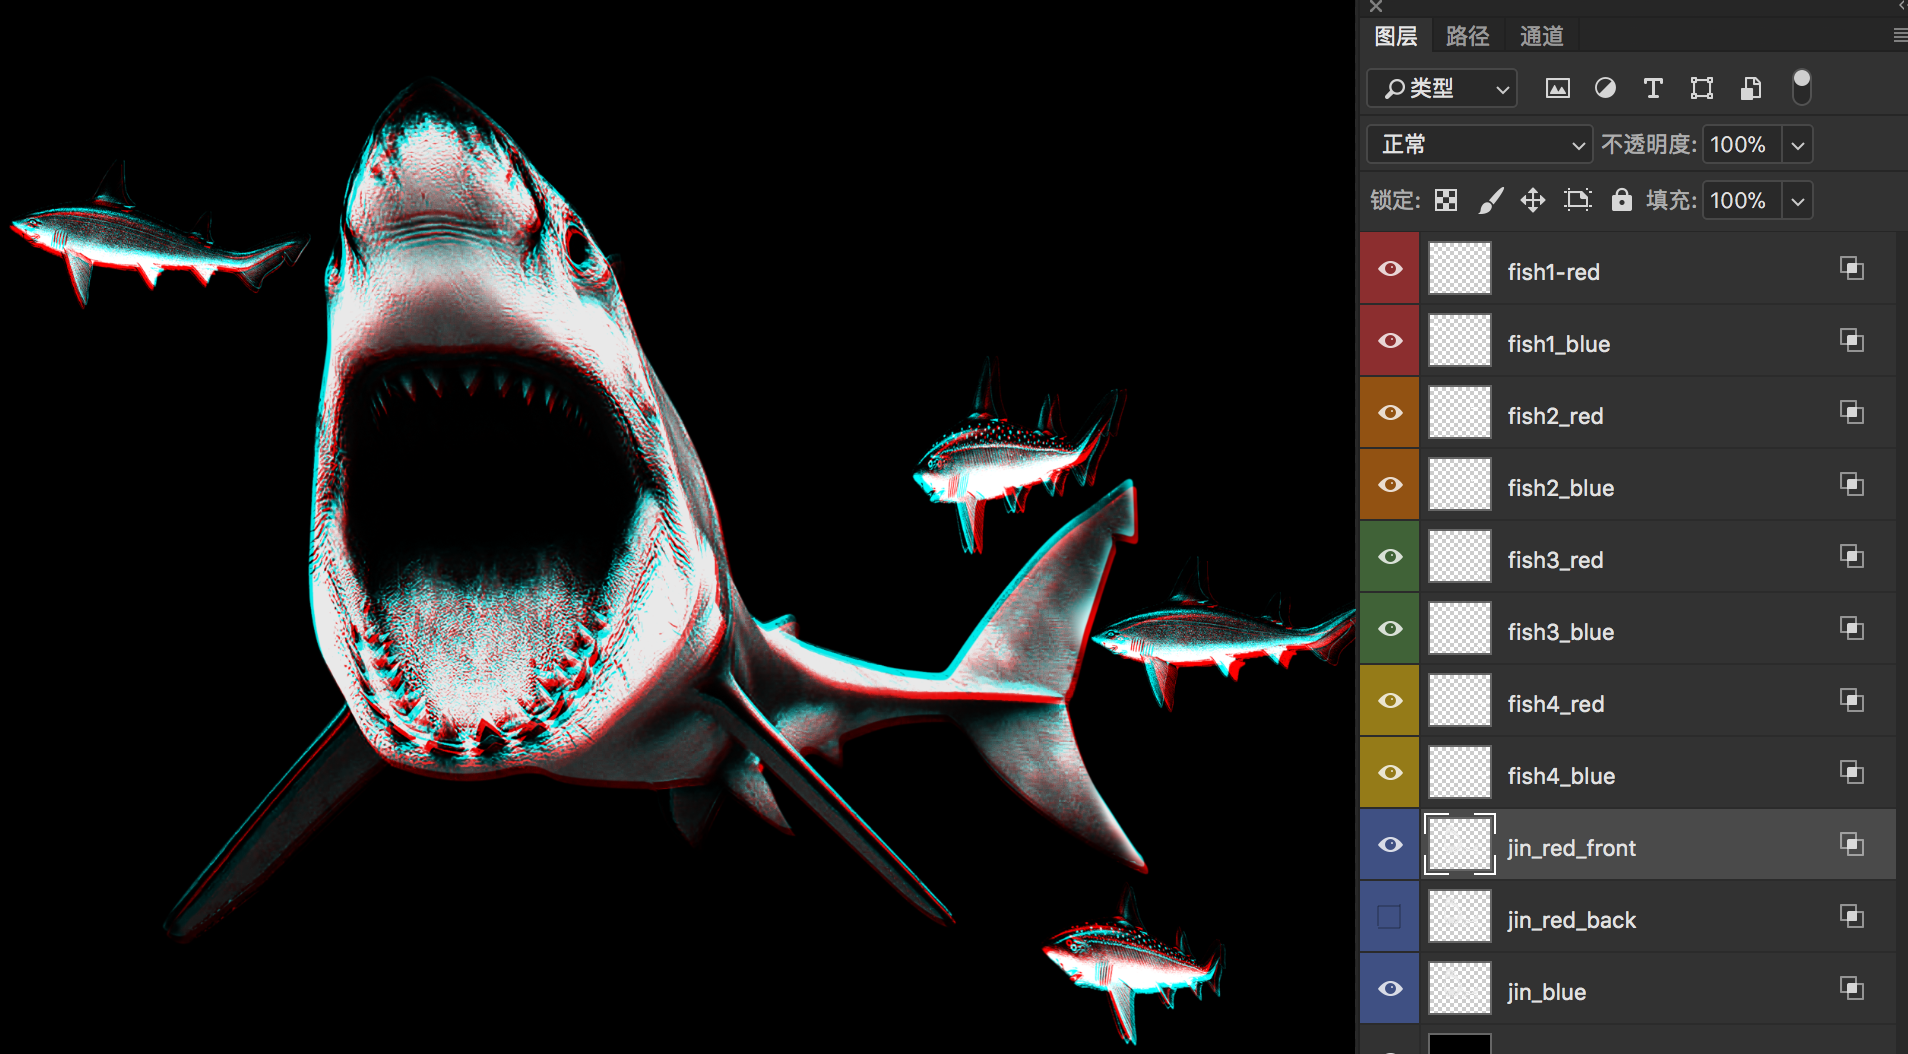 图层 路径 通道
类型
正常 不透明度: 100%
锁定: 填充: 100%
fish1-red
fish1_blue
fish2_red
fish2_blue
fish3_red
fish3_blue
fish4_red
fish4_blue
jin_red_front
jin_red_back
jin_blue